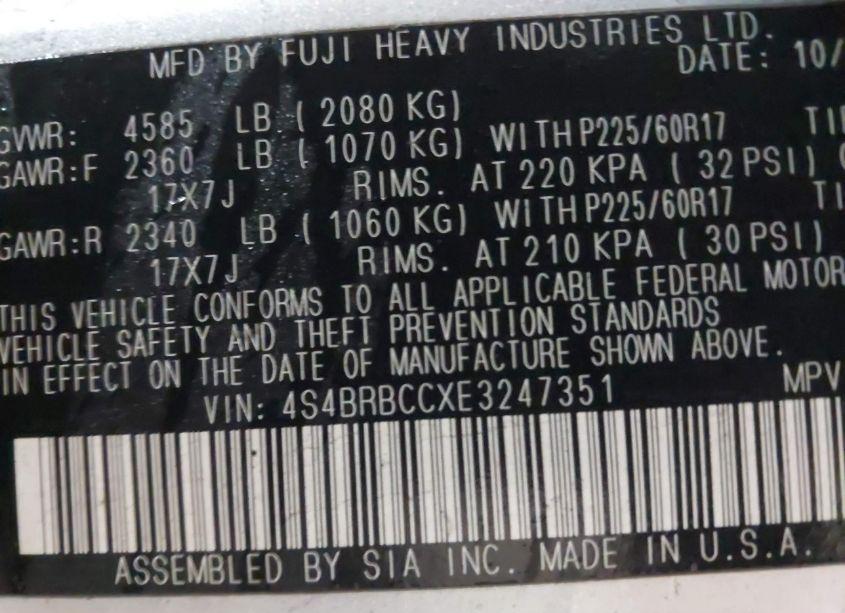 MFD BY FUJI HEAVY INDUSTRIES LTD.
DATE: 10/
GVWR: 4585 LB ( 2080 KG)
GAWR:F 2360 LB ( 1070 KG) WITH P225/60R17
17X7J RIMS. AT 220 KPA ( 32 PSI)
GAWR:R 2340 LB ( 1060 KG) WITH P225/60R17
17X7J RIMS. AT 210 KPA ( 30 PSI)
THIS VEHICLE CONFORMS TO ALL APPLICABLE FEDERAL MOTOR
VEHICLE SAFETY AND THEFT PREVENTION STANDARDS
IN EFFECT ON THE DATE OF MANUFACTURE SHOWN ABOVE.
VIN: 4S4BRBCCXE3247351 MPV
ASSEMBLED BY SIA INC. MADE IN U.S.A.